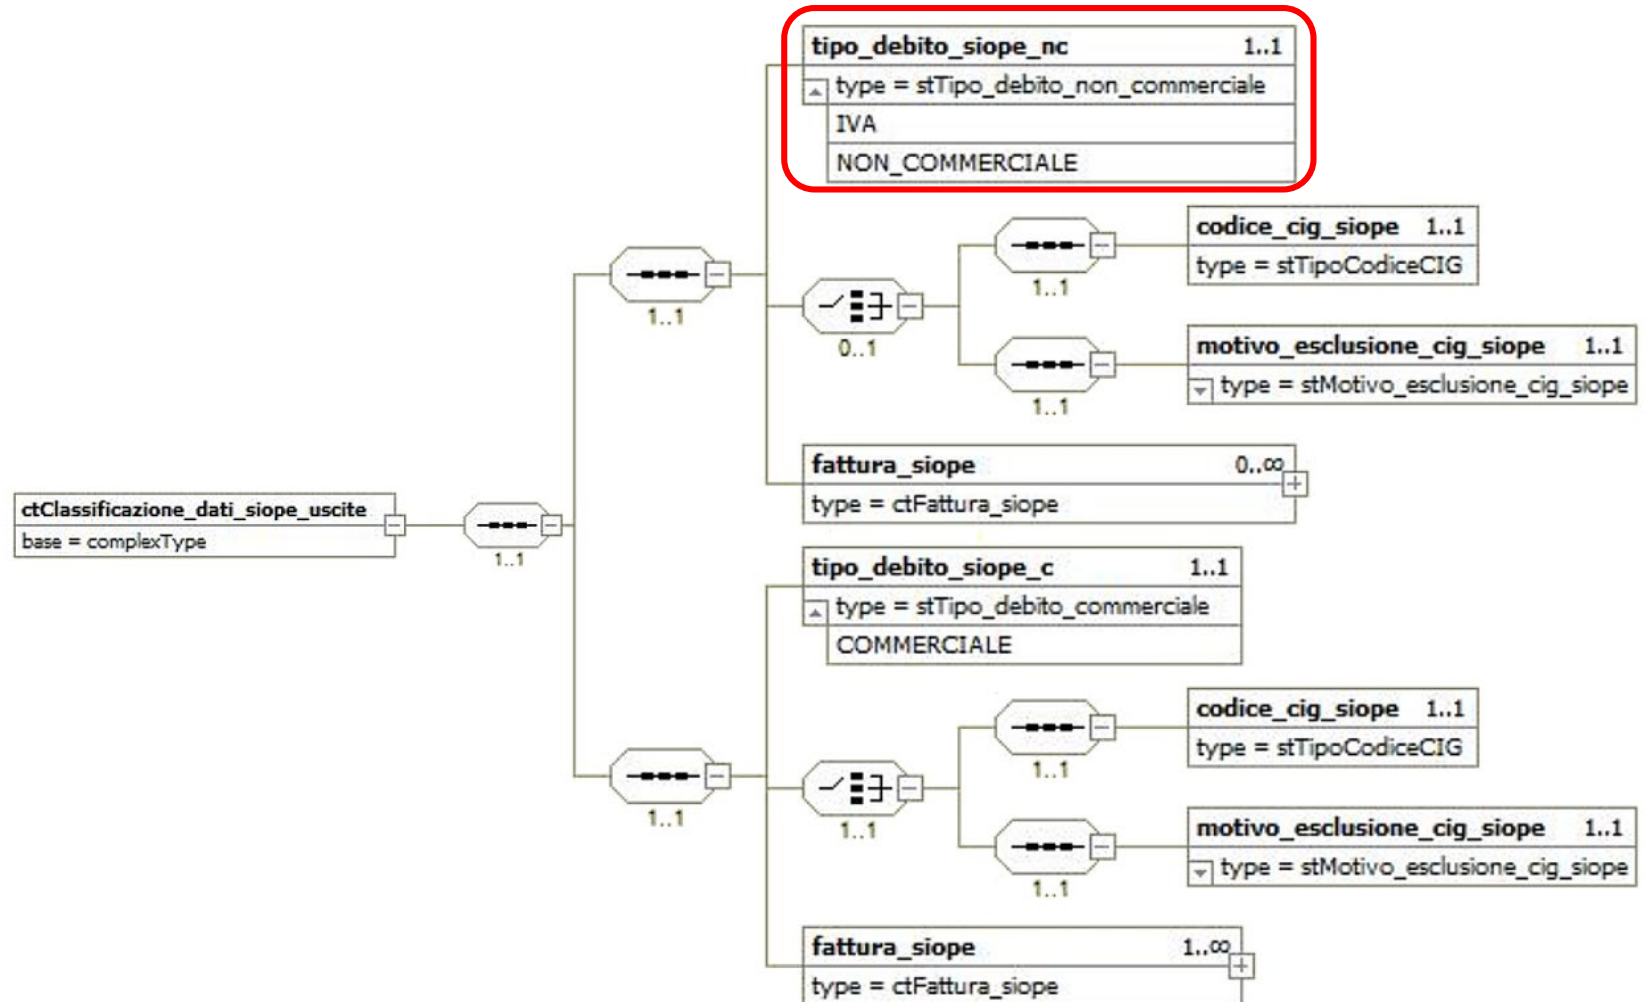 tipo_debito_siope_nc 1..1
type = stTipo_debito_non_commerciale
IVA
NON_COMMERCIALE
codice_cig_siope 1..1
type = stTipoCodiceCIG
1..1
1..1
0..1
motivo_esclusione_cig_siope 1..1
type = stMotivo_esclusione_cig_siope
1..1
fattura_siope 0..∞
type = ctFattura_siope
ctClassificazione_dati_siope_uscite
base = complexType
1..1
tipo_debito_siope_c 1..1
type = stTipo_debito_commerciale
COMMERCIALE
codice_cig_siope 1..1
type = stTipoCodiceCIG
1..1
1..1
1..1
motivo_esclusione_cig_siope 1..1
type = stMotivo_esclusione_cig_siope
1..1
fattura_siope 1..∞
type = ctFattura_siope